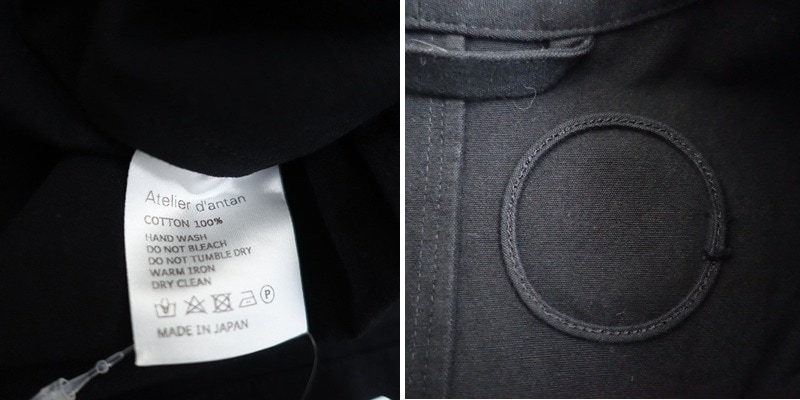 Atelier d'antan
COTTON 100%
HAND WASH
DO NOT BLEACH
DO NOT TUMBLE DRY
WARM IRON
DRY CLEAN
P
MADE IN JAPAN